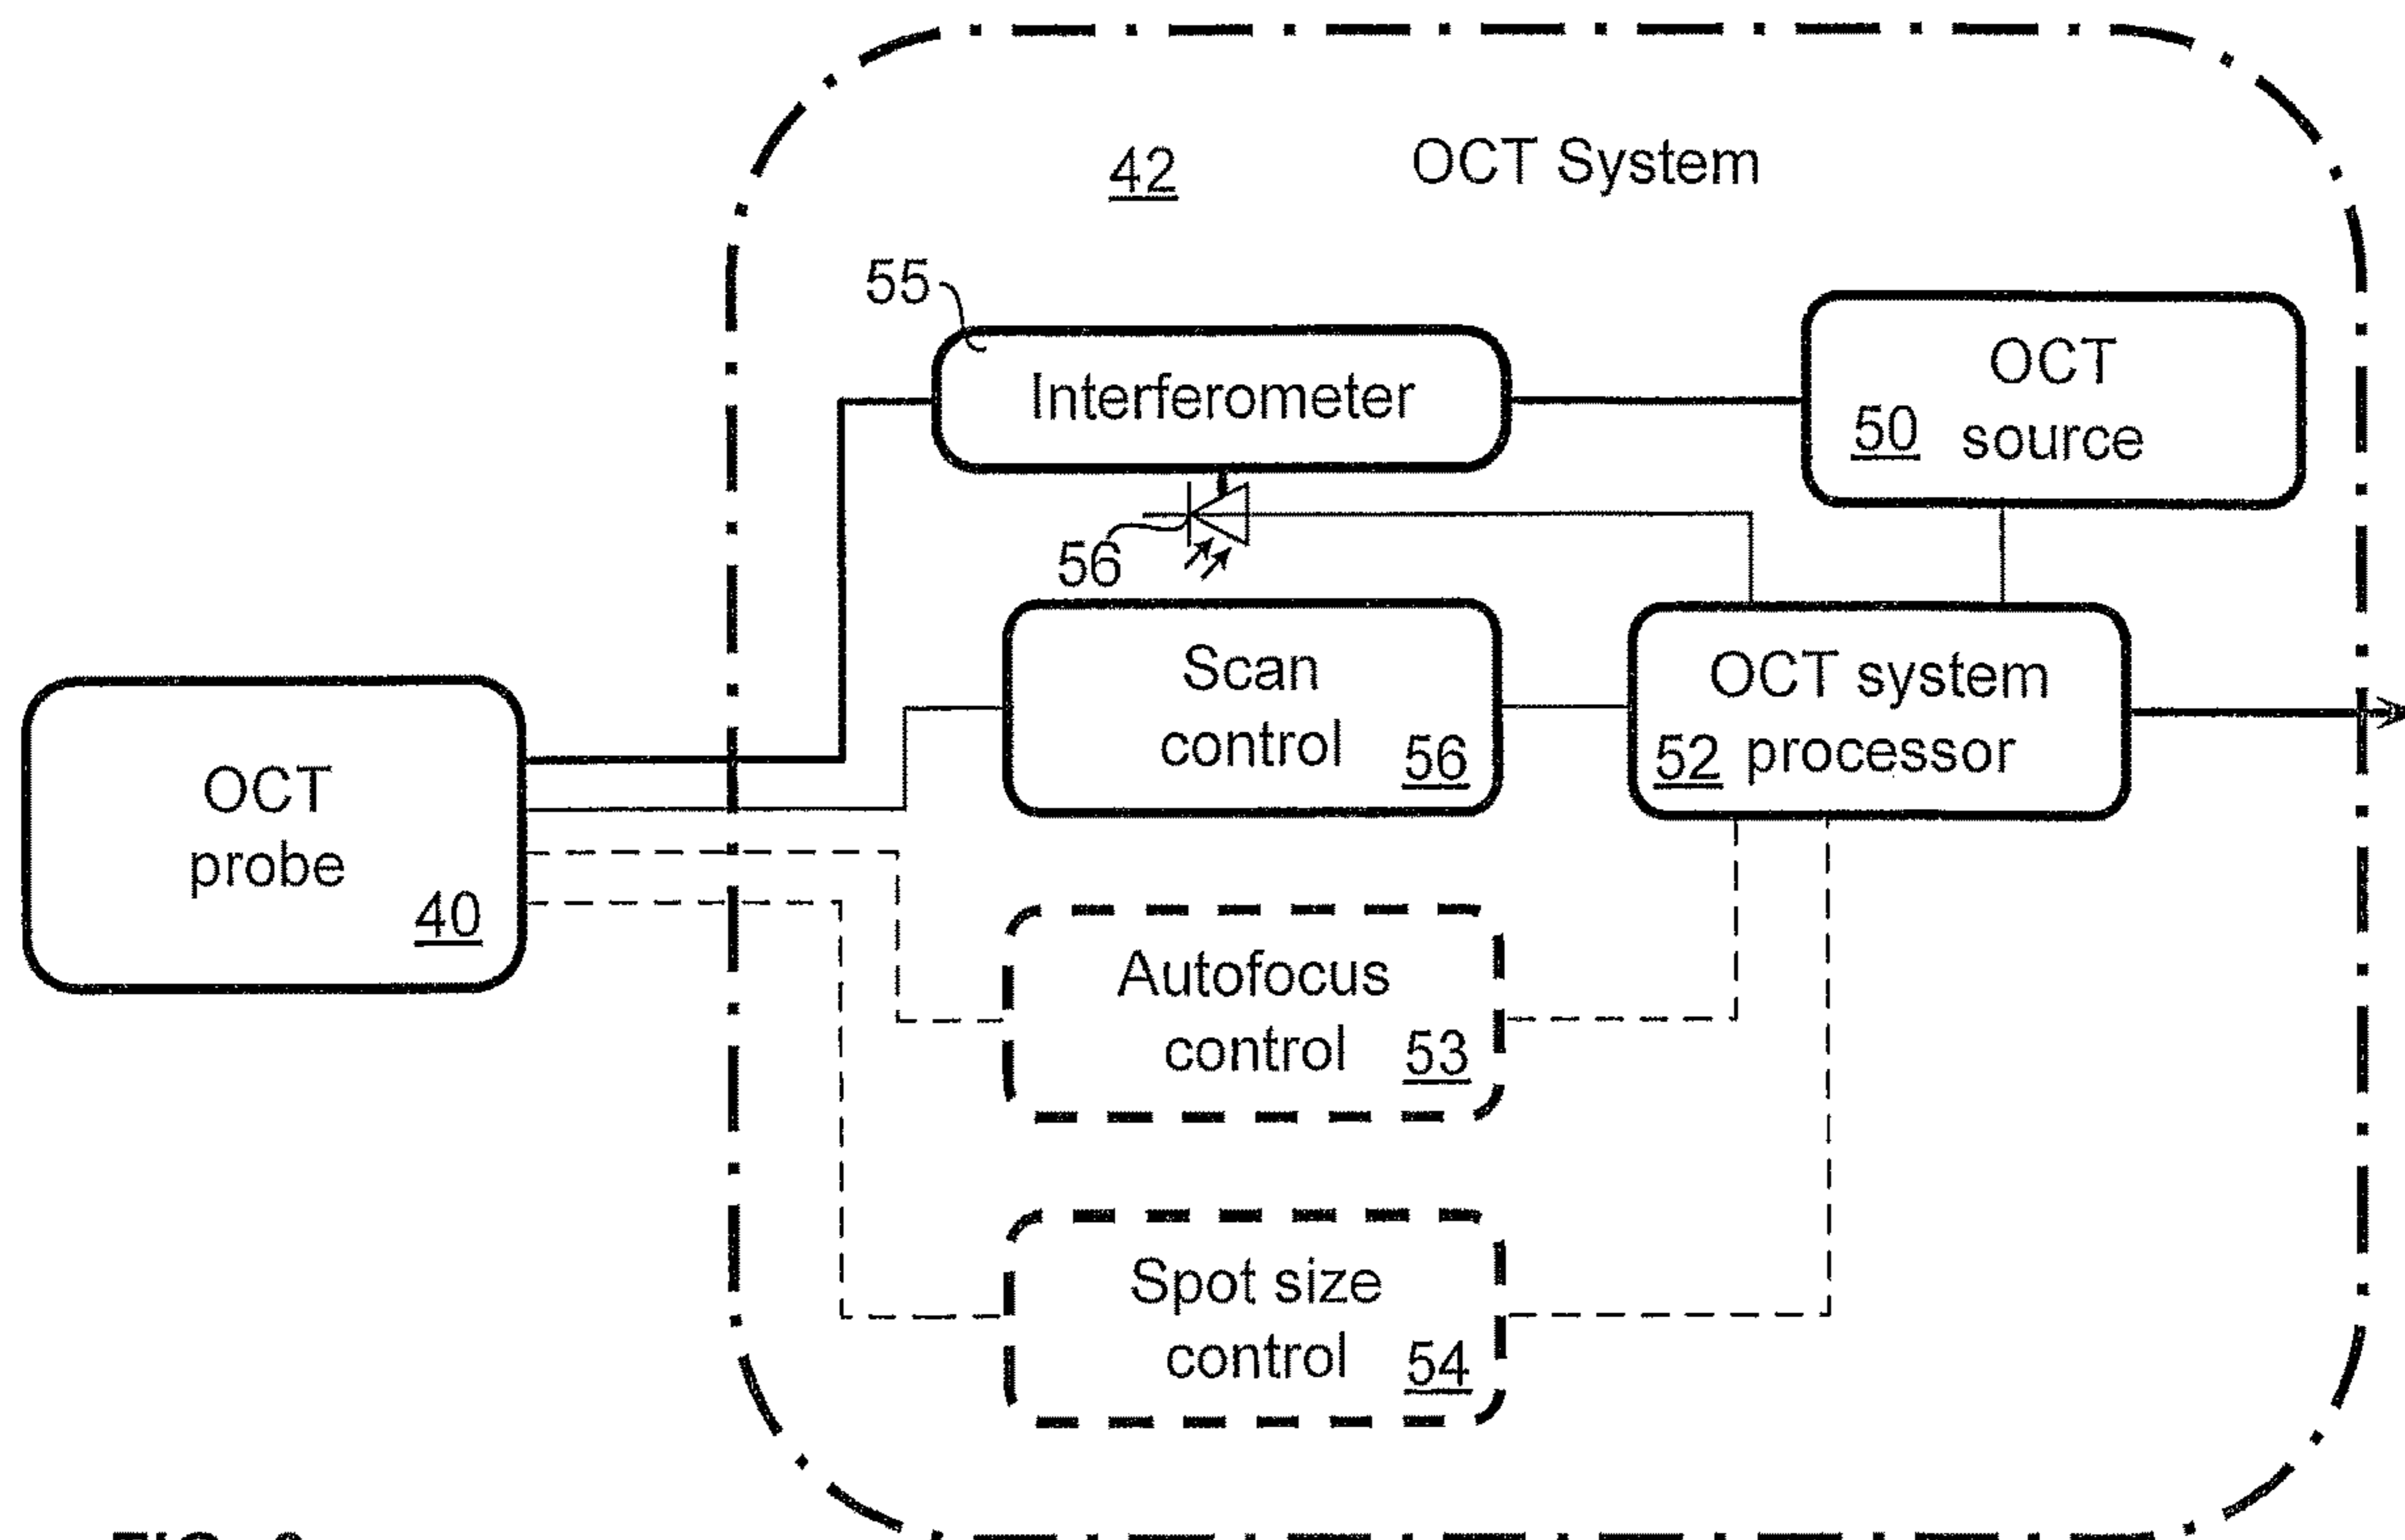 42 OCT System
55
Interferometer
OCT
50 source
56
Scan
control 56
OCT system
52 processor
OCT
probe
40
Autofocus
control 53
Spot size
control 54